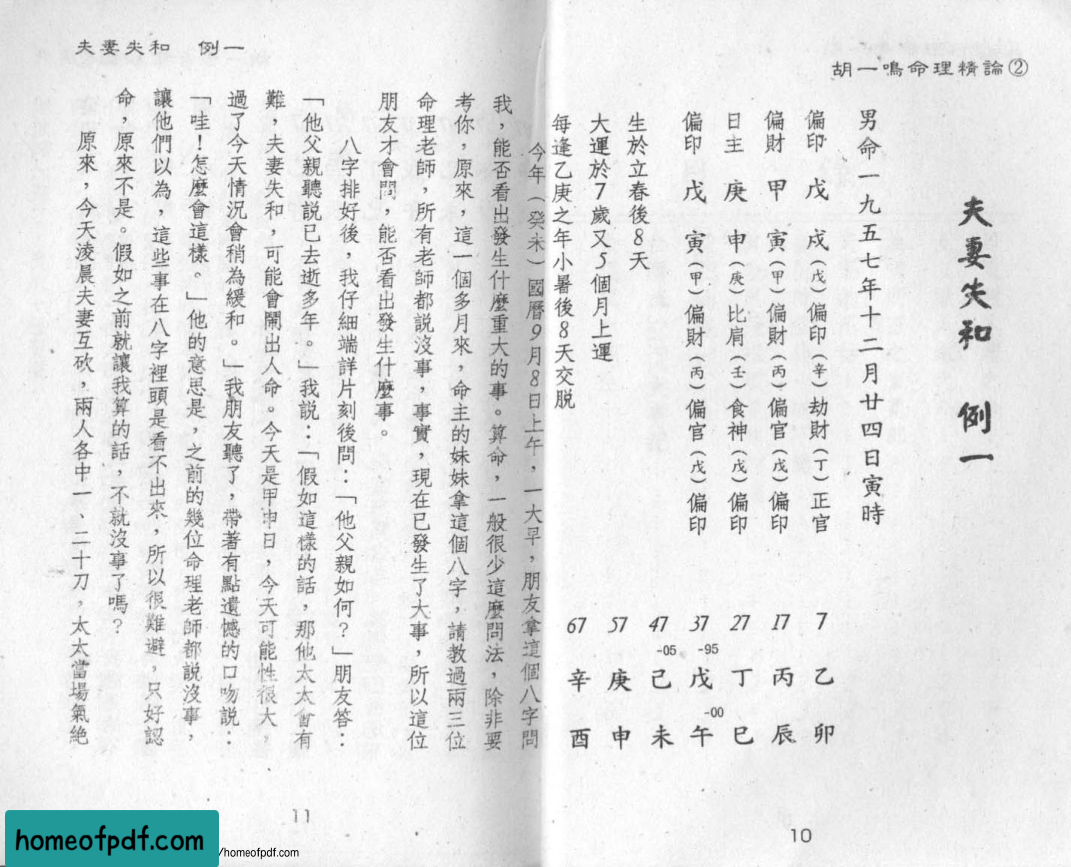 胡一鳴命理精論②
夫妻失和　例一
男命一九五七年十二月廿四日寅時
偏印　戊　戌（戊）偏印（辛）劫財（丁）正官
偏財　甲　寅（甲）偏財（丙）偏官（戊）偏印
日主　庚　申（庚）比肩（壬）食神（戊）偏印
偏印　戊　寅（甲）偏財（丙）偏官（戊）偏印
生於立春後8天
大運於7歲又5個月上運
每逢乙庚之年小暑後8天交脫
7　乙　卯
17　丙　辰
27　丁　巳
37　-95　戊　-00　午
47　-05　己　未
57　庚　申
67　辛　酉
10
夫妻失和　例一
今年（癸未）國曆9月8日上午，一大早，朋友拿這個八字問
我，能否看出發生什麼重大的事。算命，一般很少這麼問法，除非要
考你，原來，這一個多月來，命主的妹妹拿這個八字，請教過兩三位
命理老師，所有老師都說沒事，事實，現在已發生了大事，所以這位
朋友才會問，能否看出發生什麼事。
八字排好後，我仔細端詳片刻後問：「他父親如何？」朋友答：
「他父親聽説已去逝多年。」我説：「假如這樣的話，那他太太會有
難，夫妻失和，可能會鬧出人命。今天是甲申日，今天可能性很大，
過了今天情況會稍為緩和。」我朋友聽了，帶著有點遺憾的口吻說：
「哇！怎麼會這樣。」他的意思是，之前的幾位命理老師都說沒事，
讓他們以為，這些事在八字裡頭是看不出來，所以很難避，只好認
命，原來不是。假如之前就讓我算的話，不就沒事了嗎？
原來，今天淩晨夫妻互砍，兩人各中一、二十刀，太太當場氣絕
11
homeofpdf.com
/homeofpdf.com